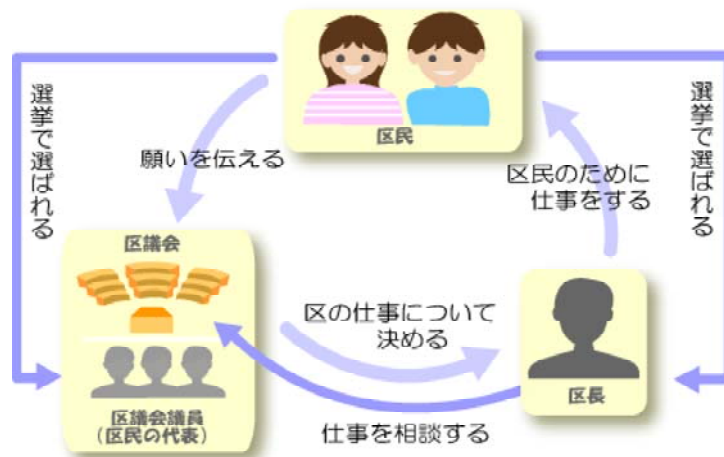 選挙で選ばれる
区民
選挙で選ばれる
願いを伝える
区民のために
仕事をする
区議会
区の仕事について
決める
区長
区議会議員
(区民の代表)
仕事を相談する